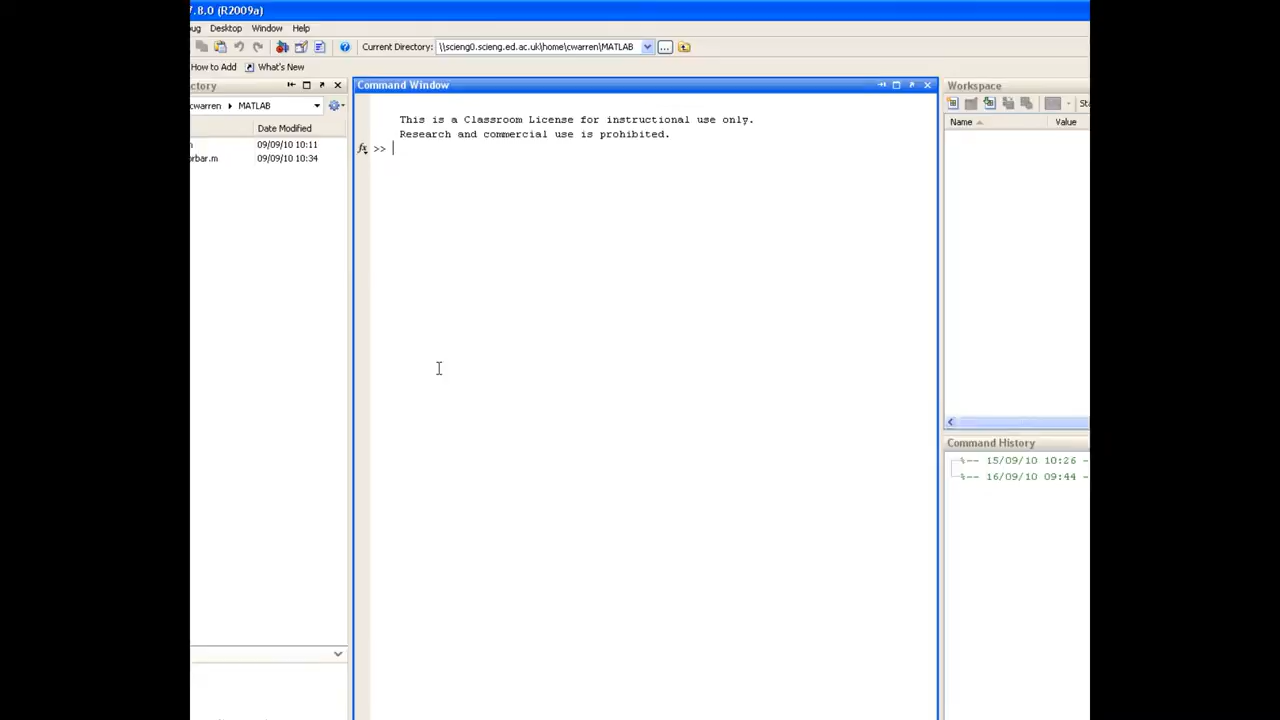 7.8.0 (R2009a)
ug Desktop Window Help
Current Directory: \\scieng0.scieng.ed.ac.uk\home\cwarren\MATLAB ...
How to Add What's New
ctory
Command Window
Workspace
cwarren MATLAB
Sta
Date Modified
Name Value
09/09/10 10:11
rbar.m 09/09/10 10:34
This is a Classroom License for instructional use only.
Research and commercial use is prohibited.
fx >>
Command History
%-- 15/09/10 10:26 -
%-- 16/09/10 09:44 -